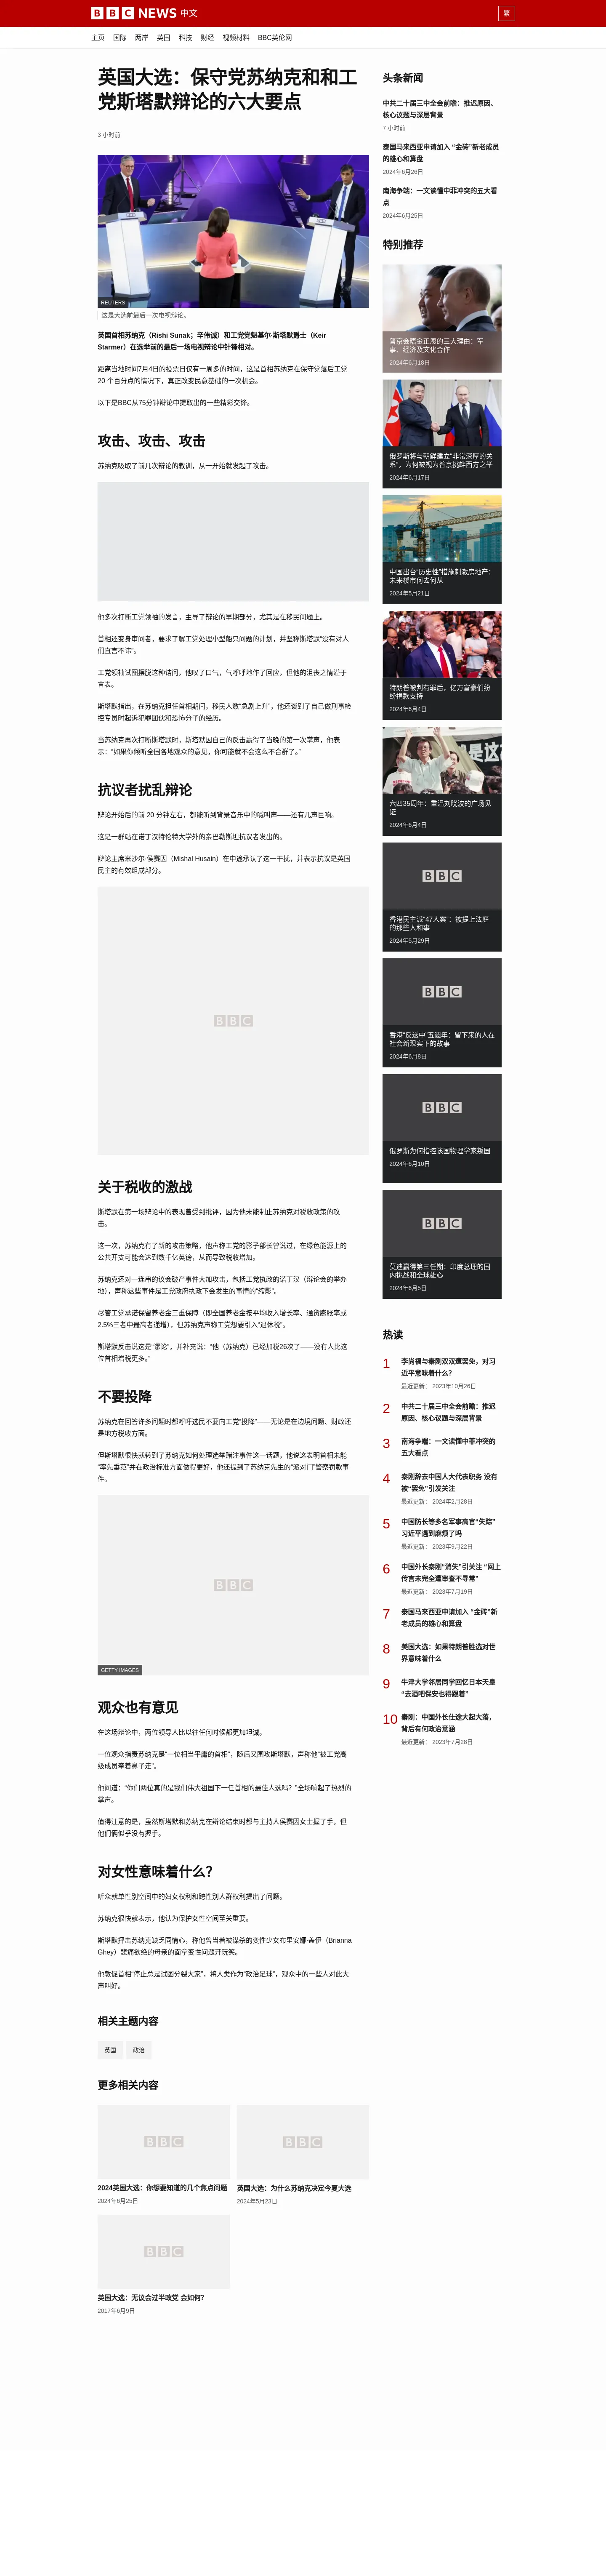 BBC NEWS 中文
繁
主页 国际 两岸 英国 科技 财经 视频材料 BBC英伦网
英国大选：保守党苏纳克和和工
党斯塔默辩论的六大要点
3 小时前
REUTERS
这是大选前最后一次电视辩论。
英国首相苏纳克（Rishi Sunak；辛伟诚）和工党党魁基尔·斯塔默爵士（Keir
Starmer）在选举前的最后一场电视辩论中针锋相对。
距离当地时间7月4日的投票日仅有一周多的时间，这是首相苏纳克在保守党落后工党
20 个百分点的情况下，真正改变民意基础的一次机会。
以下是BBC从75分钟辩论中提取出的一些精彩交锋。
攻击、攻击、攻击
苏纳克吸取了前几次辩论的教训，从一开始就发起了攻击。
他多次打断工党领袖的发言，主导了辩论的早期部分，尤其是在移民问题上。
首相还变身审问者，要求了解工党处理小型船只问题的计划，并坚称斯塔默“没有对人
们直言不讳”。
工党领袖试图摆脱这种诘问，他叹了口气，气呼呼地作了回应，但他的沮丧之情溢于
言表。
斯塔默指出，在苏纳克担任首相期间，移民人数“急剧上升”，他还谈到了自己做刑事检
控专员时起诉犯罪团伙和恐怖分子的经历。
当苏纳克再次打断斯塔默时，斯塔默因自己的反击赢得了当晚的第一次掌声，他表
示：“如果你倾听全国各地观众的意见，你可能就不会这么不合群了。”
抗议者扰乱辩论
辩论开始后的前 20 分钟左右，都能听到背景音乐中的喊叫声——还有几声巨响。
这是一群站在诺丁汉特伦特大学外的亲巴勒斯坦抗议者发出的。
辩论主席米沙尔·侯赛因（Mishal Husain）在中途承认了这一干扰，并表示抗议是英国
民主的有效组成部分。
BBC
关于税收的激战
斯塔默在第一场辩论中的表现曾受到批评，因为他未能制止苏纳克对税收政策的攻
击。
这一次，苏纳克有了新的攻击策略，他声称工党的影子部长曾说过，在绿色能源上的
公共开支可能会达到数千亿英镑，从而导致税收增加。
苏纳克还对一连串的议会破产事件大加攻击，包括工党执政的诺丁汉（辩论会的举办
地），声称这些事件是工党政府执政下会发生的事情的“缩影”。
尽管工党承诺保留养老金三重保障（即全国养老金按平均收入增长率、通货膨胀率或
2.5%三者中最高者递增），但苏纳克声称工党想要引入“退休税”。
斯塔默反击说这是“谬论”，并补充说：“他（苏纳克）已经加税26次了——没有人比这
位首相增税更多。”
不要投降
苏纳克在回答许多问题时都呼吁选民不要向工党“投降”——无论是在边境问题、财政还
是地方税收方面。
但斯塔默很快就转到了苏纳克如何处理选举赌注事件这一话题，他说这表明首相未能
“率先垂范”并在政治标准方面做得更好，他还提到了苏纳克先生的“派对门”警察罚款事
件。
BBC
GETTY IMAGES
观众也有意见
在这场辩论中，两位领导人比以往任何时候都更加坦诚。
一位观众指责苏纳克是“一位相当平庸的首相”，随后又围攻斯塔默，声称他“被工党高
级成员牵着鼻子走”。
他问道：“你们两位真的是我们伟大祖国下一任首相的最佳人选吗？”全场响起了热烈的
掌声。
值得注意的是，虽然斯塔默和苏纳克在辩论结束时都与主持人侯赛因女士握了手，但
他们俩似乎没有握手。
对女性意味着什么？
听众就单性别空间中的妇女权利和跨性别人群权利提出了问题。
苏纳克很快就表示，他认为保护女性空间至关重要。
斯塔默抨击苏纳克缺乏同情心，称他曾当着被谋杀的变性少女布里安娜·盖伊（Brianna
Ghey）悲痛欲绝的母亲的面拿变性问题开玩笑。
他敦促首相“停止总是试图分裂大家”，将人类作为“政治足球”，观众中的一些人对此大
声叫好。
相关主题内容
英国 政治
更多相关内容
BBC BBC
2024英国大选：你想要知道的几个焦点问题
2024年6月25日
英国大选：为什么苏纳克决定今夏大选
2024年5月23日
BBC
英国大选：无议会过半政党 会如何？
2017年6月9日
头条新闻
中共二十届三中全会前瞻：推迟原因、
核心议题与深层背景
7 小时前
泰国马来西亚申请加入 “金砖”新老成员
的雄心和算盘
2024年6月26日
南海争端：一文读懂中菲冲突的五大看
点
2024年6月25日
特别推荐
普京会晤金正恩的三大理由：军
事、经济及文化合作
2024年6月18日
俄罗斯将与朝鲜建立“非常深厚的关
系”，为何被视为普京挑衅西方之举
2024年6月17日
中国出台“历史性”措施刺激房地产：
未来楼市何去何从
2024年5月21日
特朗普被判有罪后，亿万富豪们纷
纷捐款支持
2024年6月4日
六四35周年：重温刘晓波的广场见
证
2024年6月4日
BBC
香港民主派“47人案”：被提上法庭
的那些人和事
2024年5月29日
BBC
香港“反送中”五週年：留下来的人在
社会新现实下的故事
2024年6月8日
BBC
俄罗斯为何指控该国物理学家叛国
2024年6月10日
BBC
莫迪赢得第三任期：印度总理的国
内挑战和全球雄心
2024年6月5日
热读
1 李尚福与秦刚双双遭罢免，对习
近平意味着什么？
最近更新： 2023年10月26日
2 中共二十届三中全会前瞻：推迟
原因、核心议题与深层背景
3 南海争端：一文读懂中菲冲突的
五大看点
4 秦刚辞去中国人大代表职务 没有
被“罢免”引发关注
最近更新： 2024年2月28日
5 中国防长等多名军事高官“失踪”
习近平遇到麻烦了吗
最近更新： 2023年9月22日
6 中国外长秦刚“消失”引关注 “网上
传言未完全遭审查不寻常”
最近更新： 2023年7月19日
7 泰国马来西亚申请加入 “金砖”新
老成员的雄心和算盘
8 美国大选：如果特朗普胜选对世
界意味着什么
9 牛津大学邻居同学回忆日本天皇
“去酒吧保安也得跟着”
10 秦刚：中国外长仕途大起大落，
背后有何政治意涵
最近更新： 2023年7月28日